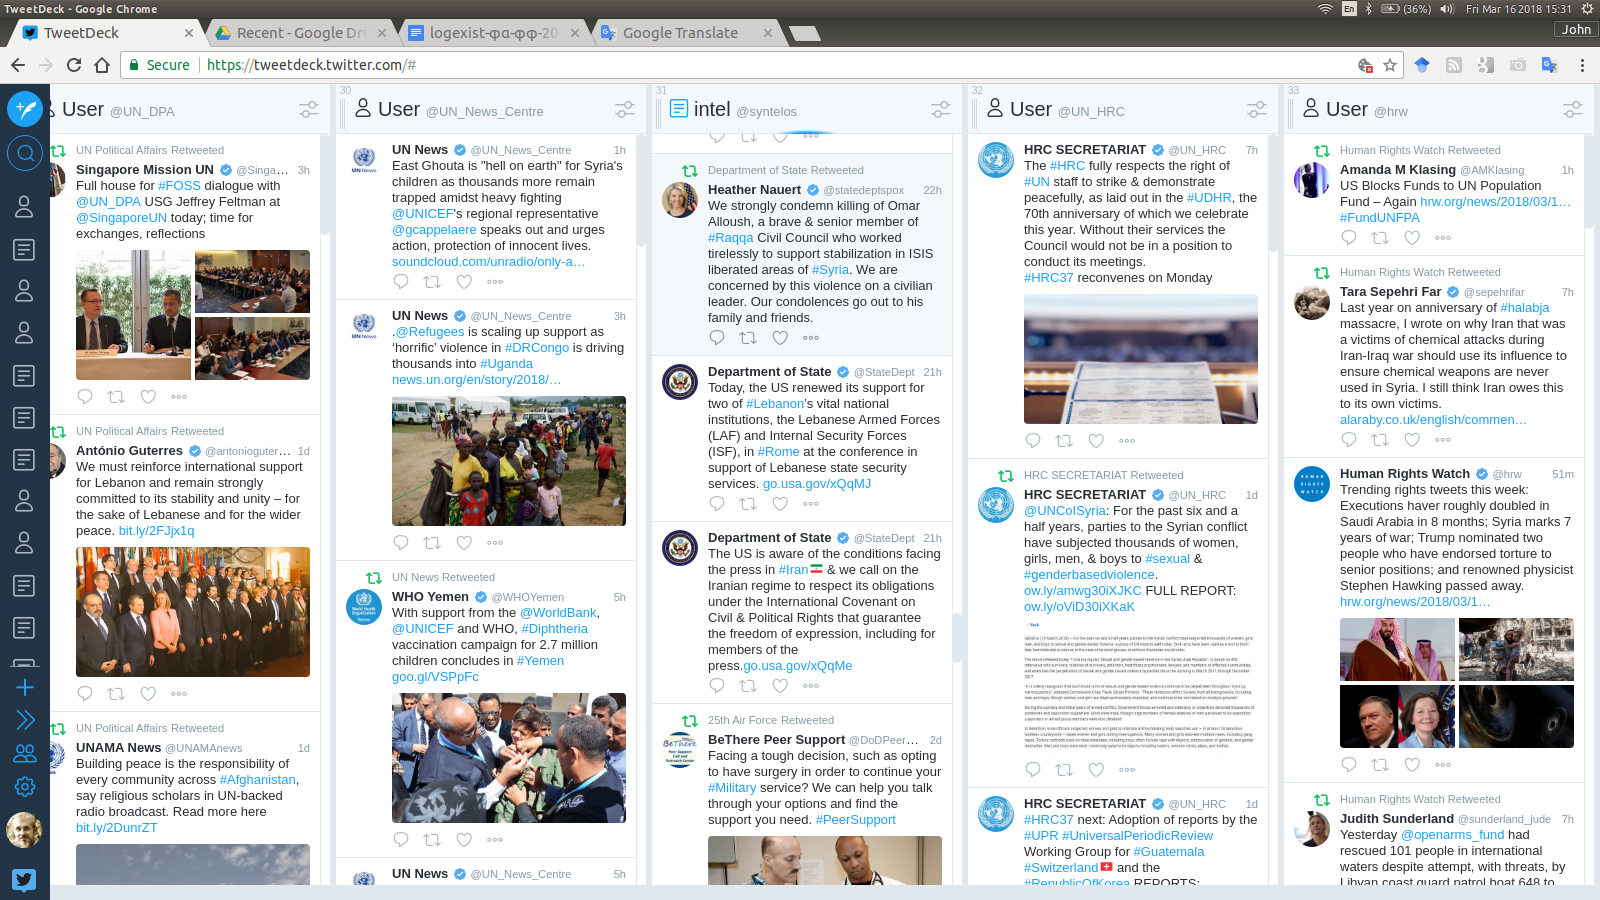 TweetDeck - Google Chrome
En
(36%)
Fri Mar 16 2018 15:31
TweetDeck
Recent - Google Dri
logexist-φα-φφ-20
Google Translate
John
Secure
https://tweetdeck.twitter.com/#
User @UN_DPA
UN Political Affairs Retweeted
Singapore Mission UN @Singa... 3h
Full house for #FOSS dialogue with
@UN_DPA USG Jeffrey Feltman at
@SingaporeUN today; time for
exchanges, reflections
UN Political Affairs Retweeted
António Guterres @antonioguter... 1d
We must reinforce international support
for Lebanon and remain strongly
committed to its stability and unity – for
the sake of Lebanese and for the wider
peace. bit.ly/2FJjx1q
UN Political Affairs Retweeted
UNAMA News @UNAMAnews 1d
Building peace is the responsibility of
every community across #Afghanistan,
say religious scholars in UN-backed
radio broadcast. Read more here
bit.ly/2DunrZT
30
User @UN_News_Centre
UN News @UN_News_Centre 1h
East Ghouta is "hell on earth" for Syria's
children as thousands more remain
trapped amidst heavy fighting
@UNICEF's regional representative
@gcappelaere speaks out and urges
action, protection of innocent lives.
soundcloud.com/unradio/only-a…
UN News @UN_News_Centre 3h
.@Refugees is scaling up support as
‘horrific’ violence in #DRCongo is driving
thousands into #Uganda
news.un.org/en/story/2018/…
UN News Retweeted
WHO Yemen @WHOYemen 5h
With support from the @WorldBank,
@UNICEF and WHO, #Diphtheria
vaccination campaign for 2.7 million
children concludes in #Yemen
goo.gl/VSPpFc
UN News @UN_News_Centre 5h
31
intel @syntelos
Department of State Retweeted
Heather Nauert @statedeptspox 22h
We strongly condemn killing of Omar
Alloush, a brave & senior member of
#Raqqa Civil Council who worked
tirelessly to support stabilization in ISIS
liberated areas of #Syria. We are
concerned by this violence on a civilian
leader. Our condolences go out to his
family and friends.
Department of State @StateDept 21h
Today, the US renewed its support for
two of #Lebanon's vital national
institutions, the Lebanese Armed Forces
(LAF) and Internal Security Forces
(ISF), in #Rome at the conference in
support of Lebanese state security
services. go.usa.gov/xQqMJ
Department of State @StateDept 21h
The US is aware of the conditions facing
the press in #Iran & we call on the
Iranian regime to respect its obligations
under the International Covenant on
Civil & Political Rights that guarantee
the freedom of expression, including for
members of the
press.go.usa.gov/xQqMe
25th Air Force Retweeted
BeThere Peer Support @DoDPeer... 2d
Facing a tough decision, such as opting
to have surgery in order to continue your
#Military service? We can help you talk
through your options and find the
support you need. #PeerSupport
32
User @UN_HRC
HRC SECRETARIAT @UN_HRC 7h
The #HRC fully respects the right of
#UN staff to strike & demonstrate
peacefully, as laid out in the #UDHR, the
70th anniversary of which we celebrate
this year. Without their services the
Council would not be in a position to
conduct its meetings.
#HRC37 reconvenes on Monday
HRC SECRETARIAT Retweeted
HRC SECRETARIAT @UN_HRC 1d
@UNCoISyria: For the past six and a
half years, parties to the Syrian conflict
have subjected thousands of women,
girls, men, & boys to #sexual &
#genderbasedviolence.
ow.ly/amwg30iXJKC FULL REPORT:
ow.ly/oViD30iXKaK
HRC SECRETARIAT @UN_HRC 1d
#HRC37 next: Adoption of reports by the
#UPR #UniversalPeriodicReview
Working Group for #Guatemala
#Switzerland and the
#RepublicOfKorea REPORTS:
33
User @hrw
Human Rights Watch Retweeted
Amanda M Klasing @AMKlasing 1h
US Blocks Funds to UN Population
Fund – Again hrw.org/news/2018/03/1…
#FundUNFPA
Human Rights Watch Retweeted
Tara Sepehri Far @sepehrifar 7h
Last year on anniversary of #halabja
massacre, I wrote on why Iran that was
a victims of chemical attacks during
Iran-Iraq war should use its influence to
ensure chemical weapons are never
used in Syria. I still think Iran owes this
to its own victims.
alaraby.co.uk/english/commen…
Human Rights Watch @hrw 51m
Trending rights tweets this week:
Executions haver roughly doubled in
Saudi Arabia in 8 months; Syria marks 7
years of war; Trump nominated two
people who have endorsed torture to
senior positions; and renowned physicist
Stephen Hawking passed away.
hrw.org/news/2018/03/1…
Human Rights Watch Retweeted
Judith Sunderland @sunderland_jude 7h
Yesterday @openarms_fund had
rescued 101 people in international
waters despite attempt, with threats, by
Libyan coast guard patrol boat 648 to